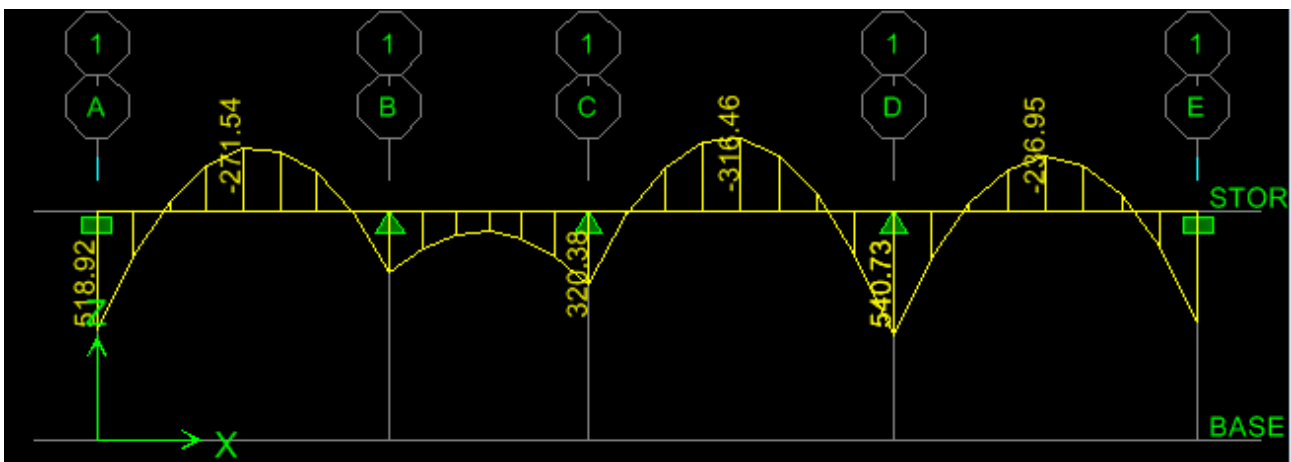 1 1 1 1 1
A B C D E
-271.54 -316.46 -236.95
STOR
518.92 320.38 540.73
Z
X
BASE